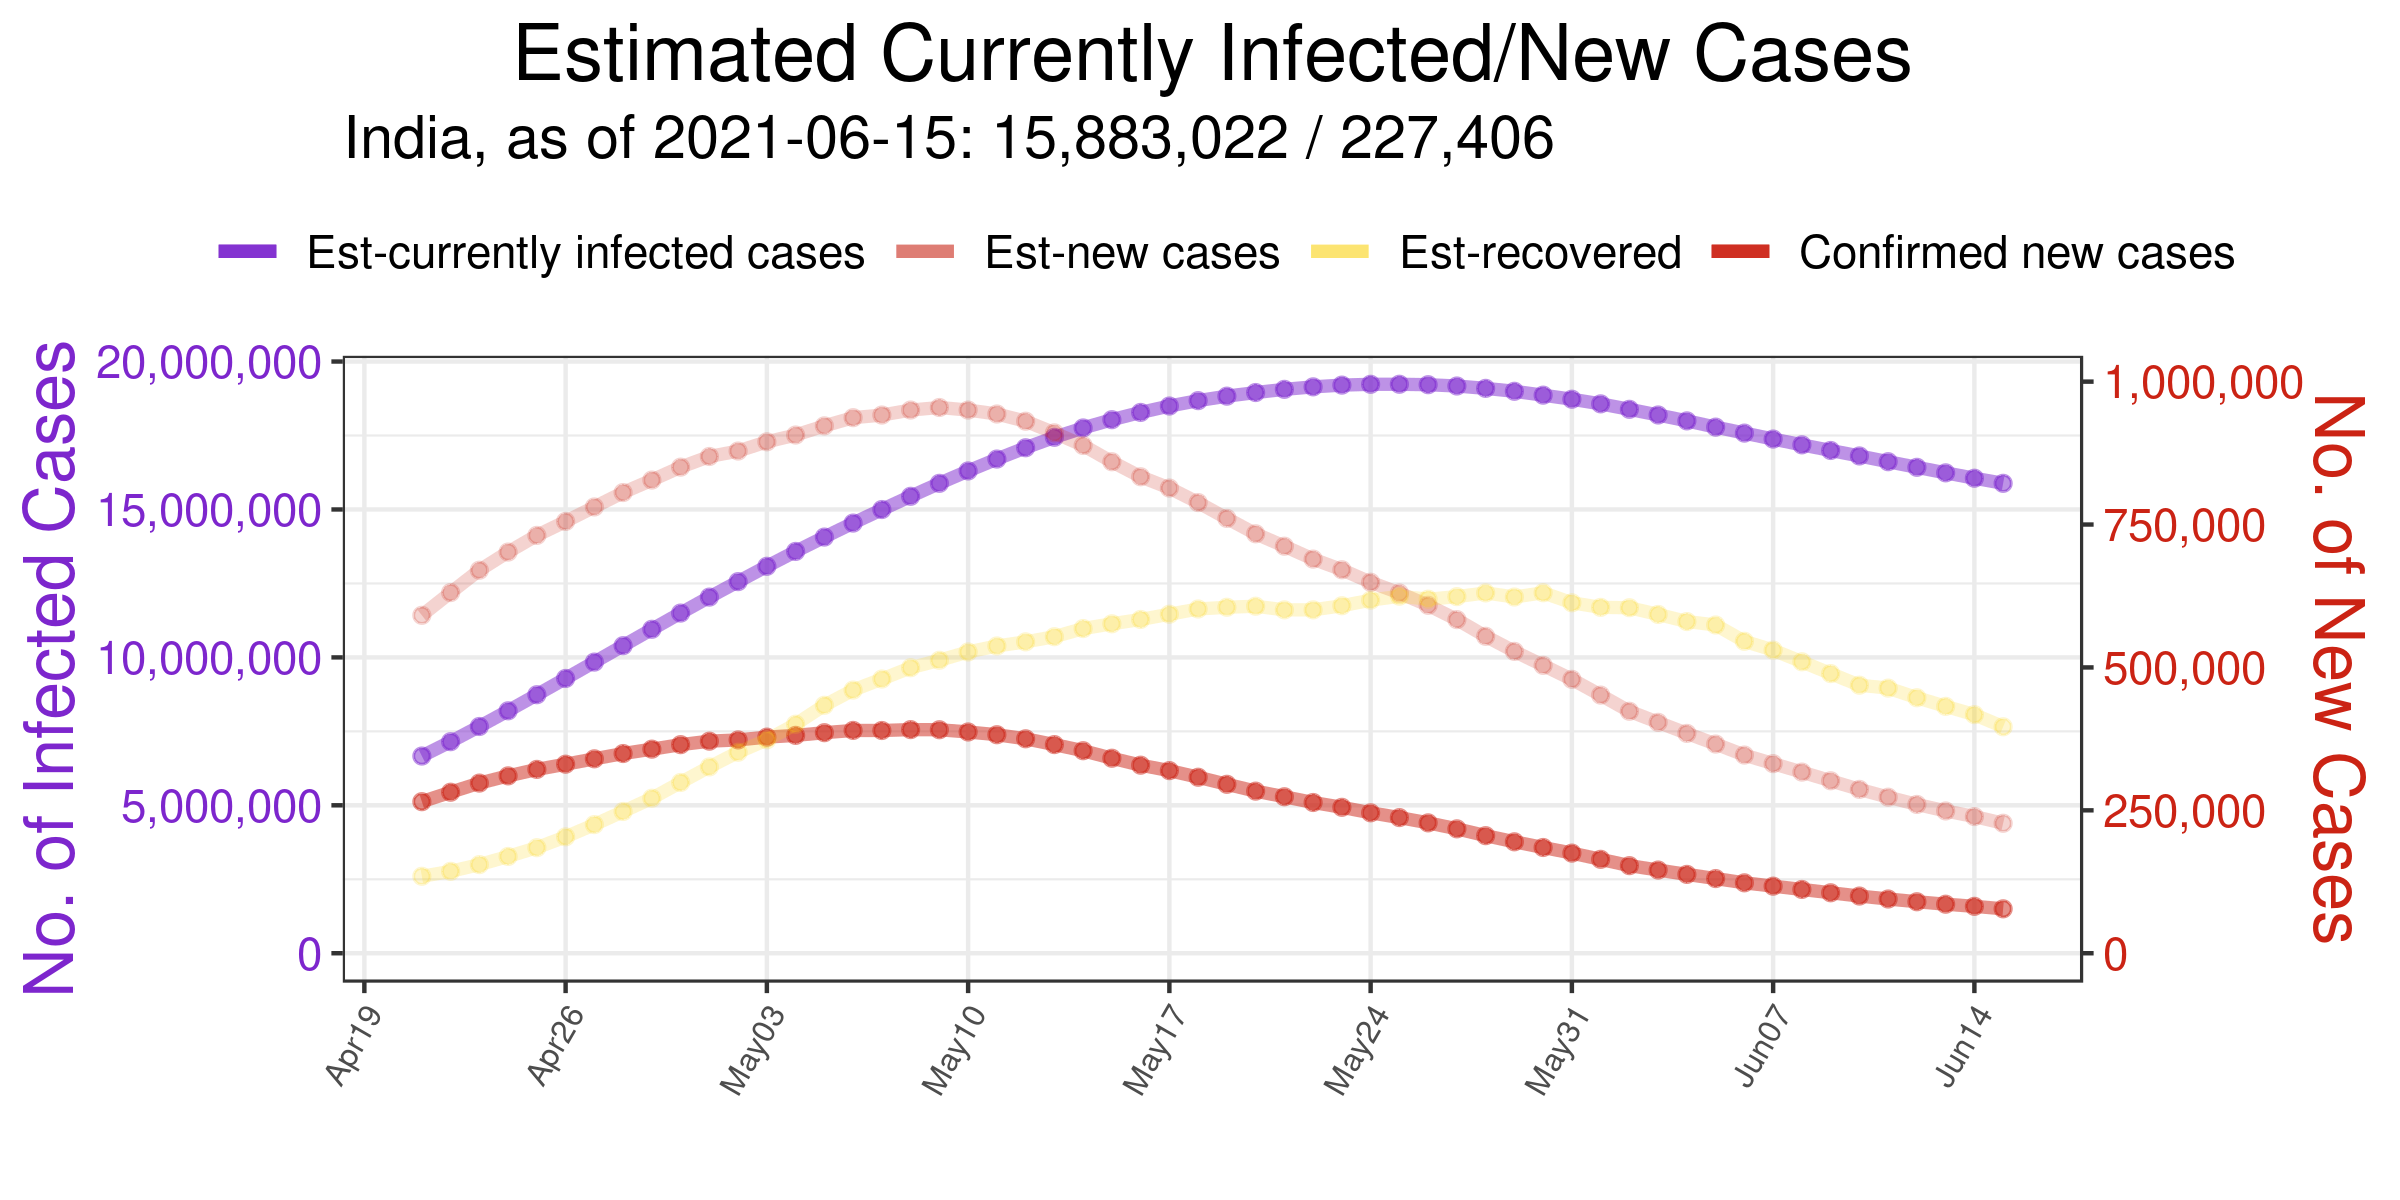 Estimated Currently Infected/New Cases
India, as of 2021-06-15: 15,883,022 / 227,406
Est-currently infected cases Est-new cases Est-recovered Confirmed new cases
No. of Infected Cases
20,000,000
15,000,000
10,000,000
5,000,000
0
1,000,000
750,000
500,000
250,000
0
No. of New Cases
Apr19 Apr26 May03 May10 May17 May24 May31 Jun07 Jun14